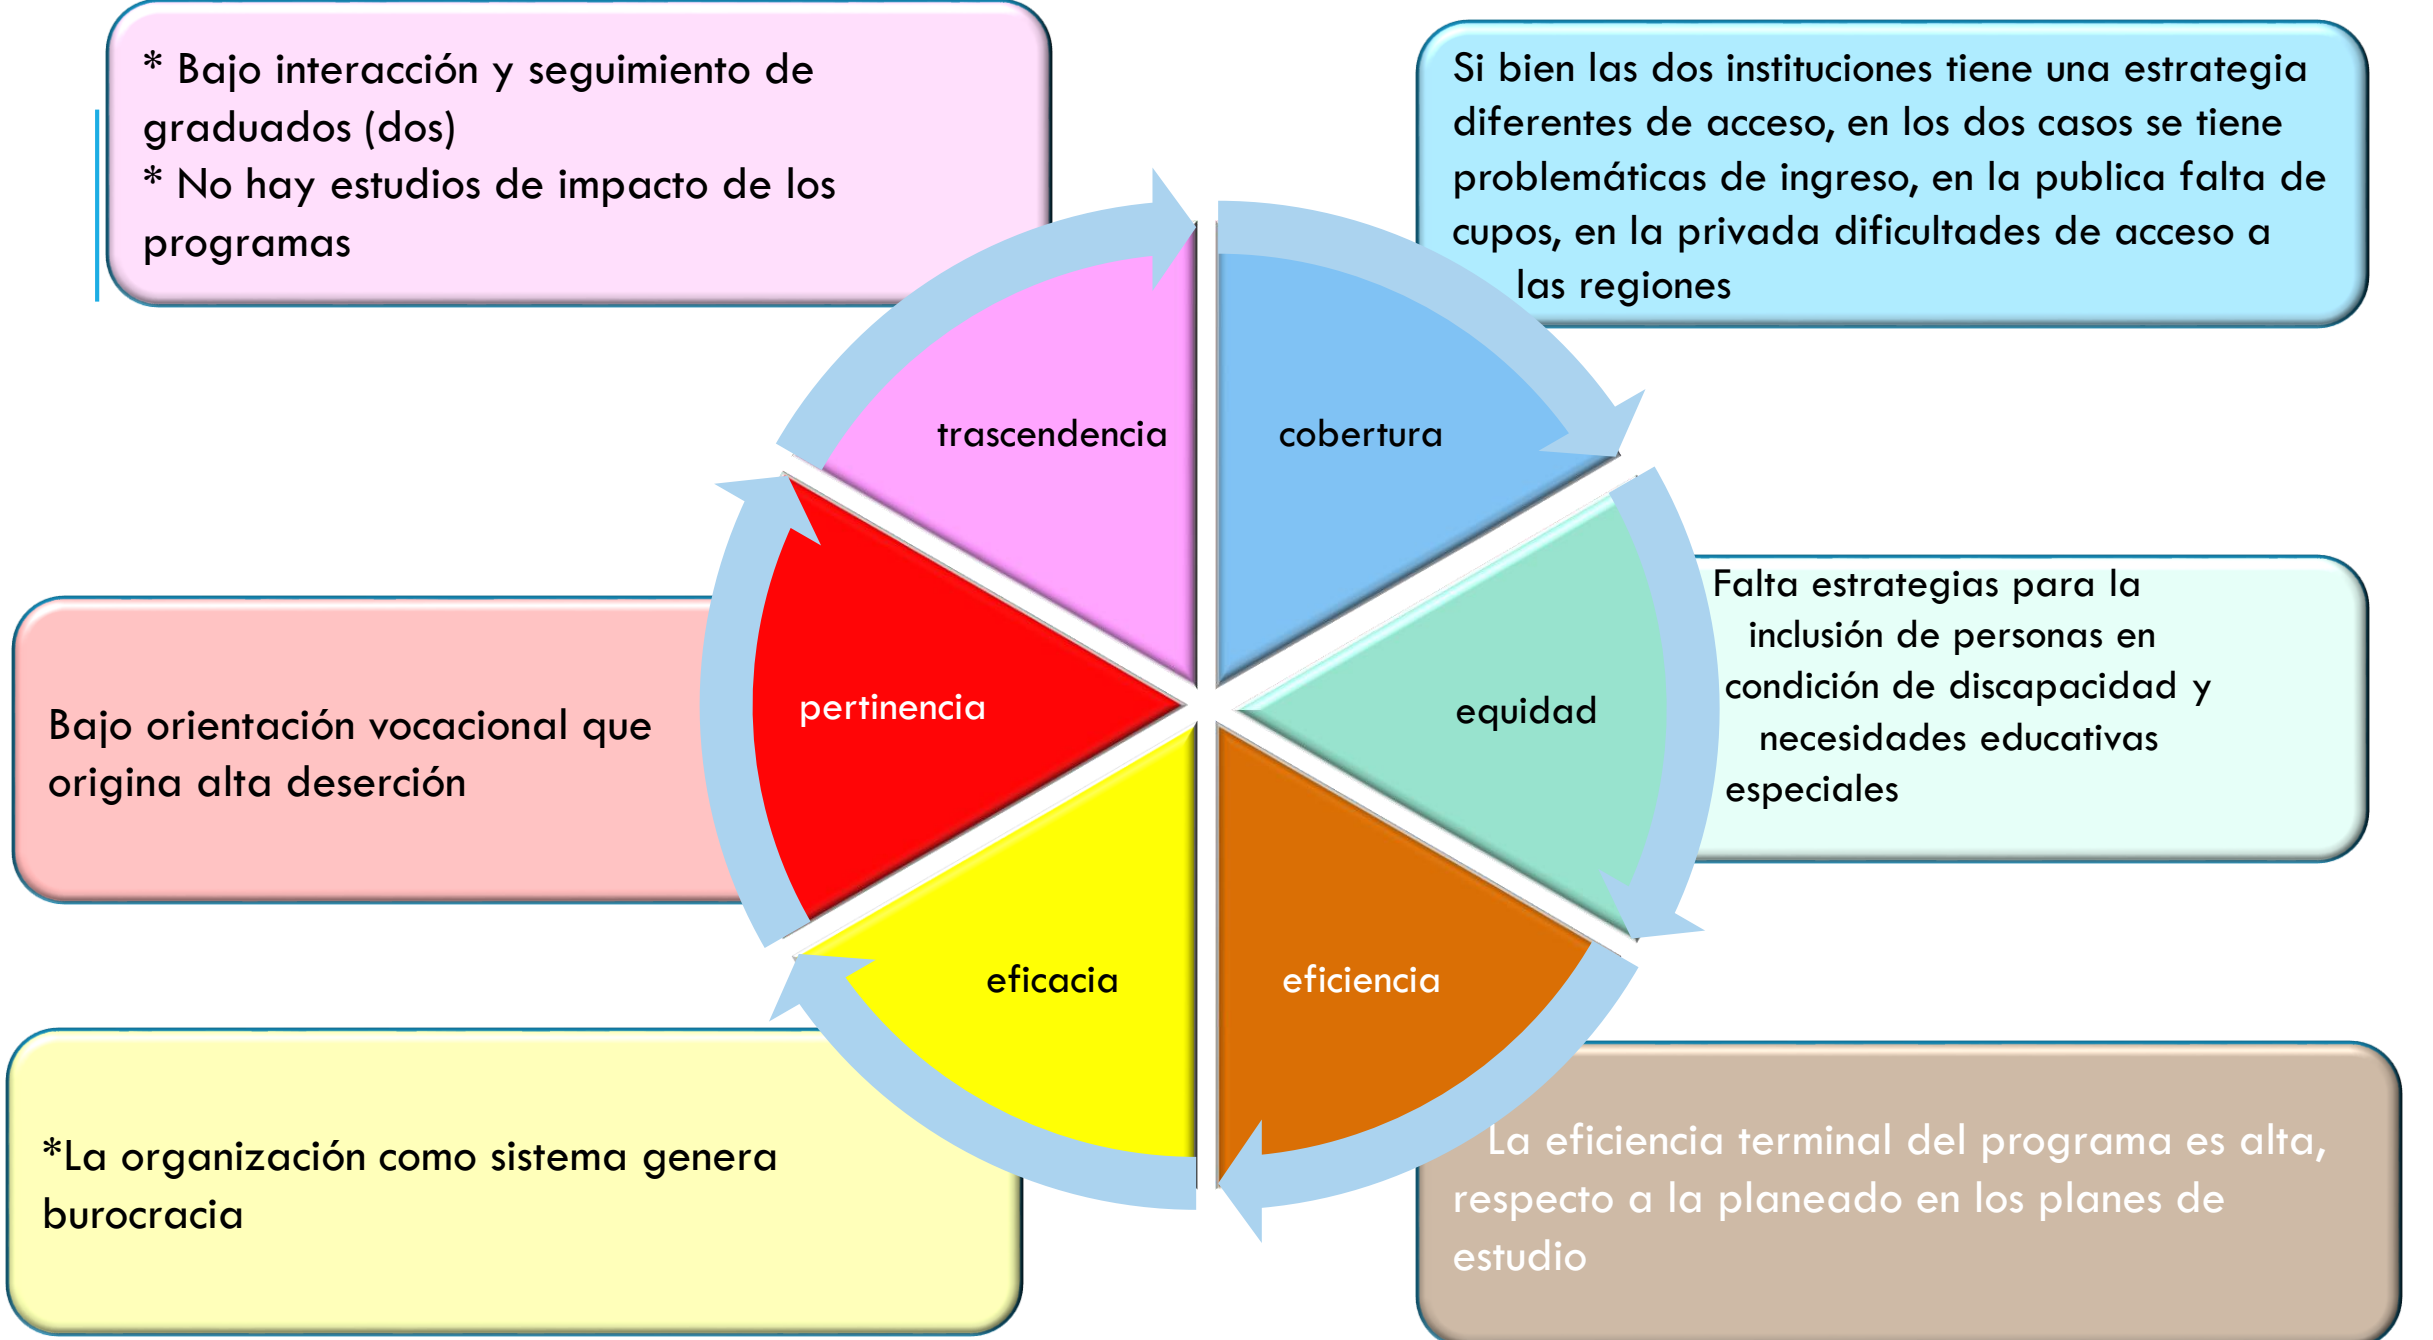 * Bajo interacción y seguimiento de
graduados (dos)
* No hay estudios de impacto de los
programas
Si bien las dos instituciones tiene una estrategia
diferentes de acceso, en los dos casos se tiene
problemáticas de ingreso, en la publica falta de
cupos, en la privada dificultades de acceso a
las regiones
trascendencia
cobertura
Bajo orientación vocacional que
origina alta deserción
pertinencia
equidad
Falta estrategias para la
inclusión de personas en
condición de discapacidad y
necesidades educativas
especiales
eficacia
eficiencia
*La organización como sistema genera
burocracia
La eficiencia terminal del programa es alta,
respecto a la planeado en los planes de
estudio